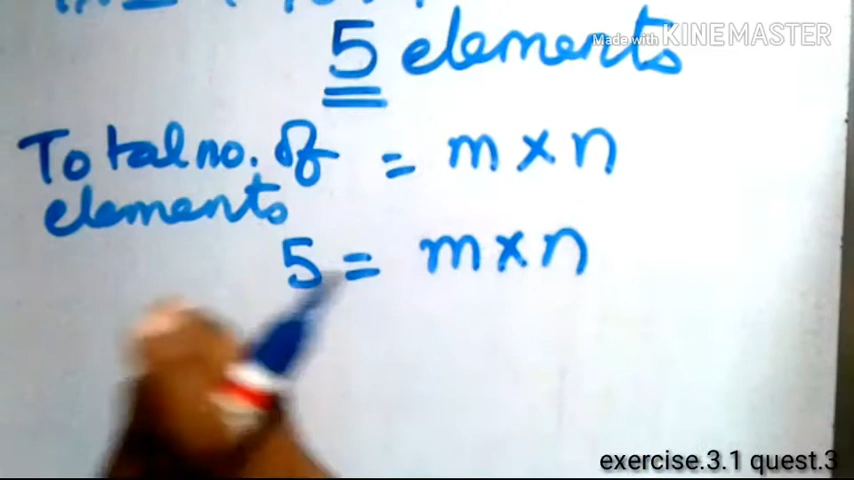 5 elements
Made with KINEMASTER
Total no. of = m × n
elements
5 = m × n
exercise.3.1 quest.3